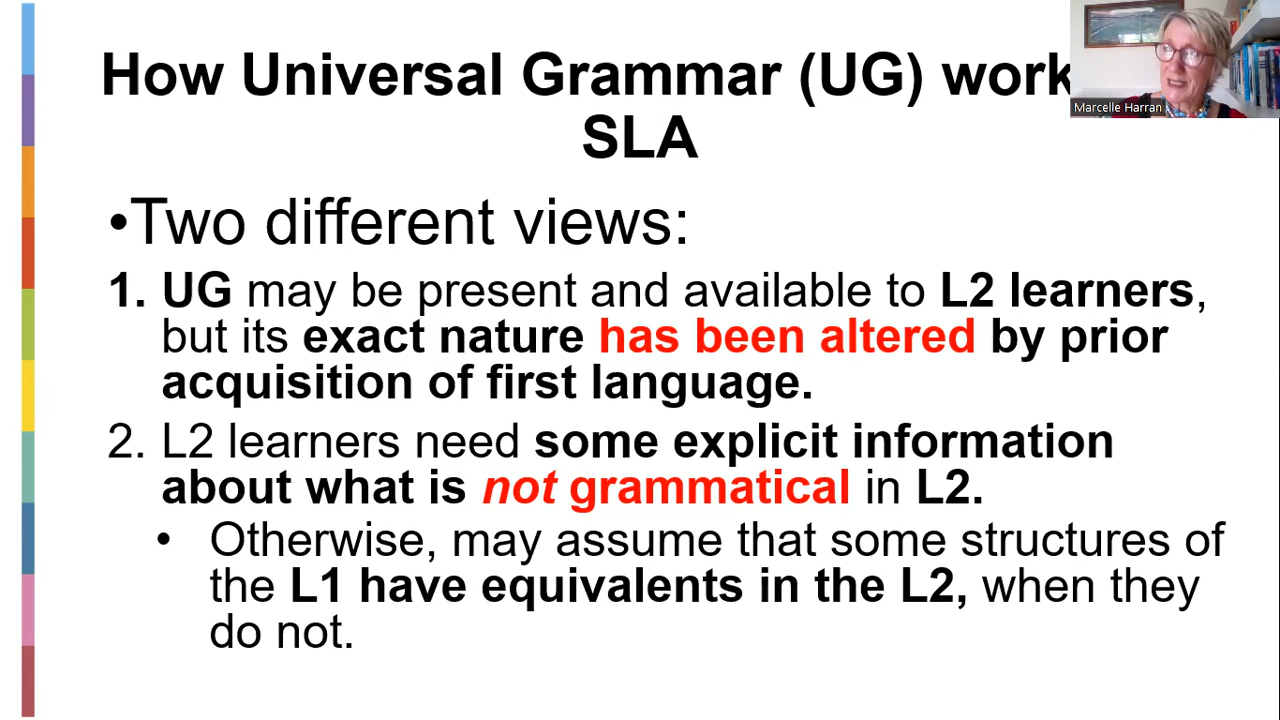 How Universal Grammar (UG) work
SLA
•Two different views:
1. UG may be present and available to L2 learners,
but its exact nature has been altered by prior
acquisition of first language.
2. L2 learners need some explicit information
about what is not grammatical in L2.
• Otherwise, may assume that some structures of
the L1 have equivalents in the L2, when they
do not.
Marcelle Harran